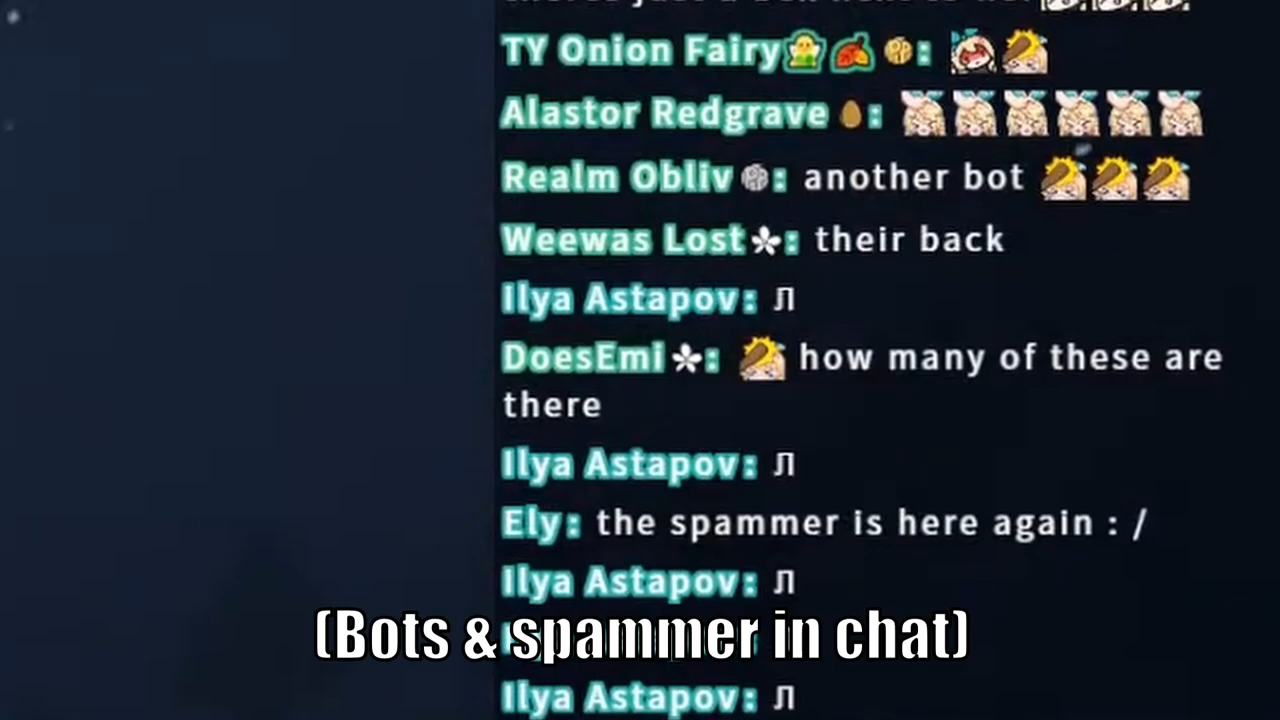 TY Onion Fairy:
Alastor Redgrave:
Realm Obliv: another bot
Weewas Lost: their back
Ilya Astapov: Л
DoesEmi: how many of these are
there
Ilya Astapov: Л
Ely: the spammer is here again : /
Ilya Astapov: Л
(Bots & spammer in chat)
Ilya Astapov: Л